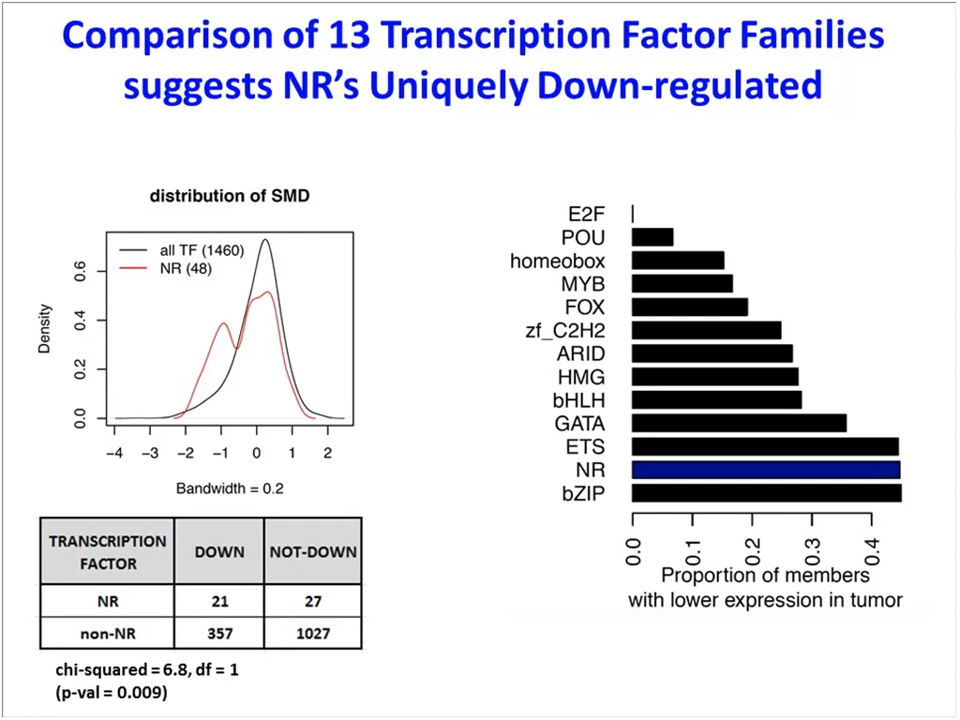 Comparison of 13 Transcription Factor Families
suggests NR's Uniquely Down-regulated
distribution of SMD
all TF (1460)
NR (48)
Density
0.0
0.2
0.4
0.6
−4 −3 −2 −1 0 1 2
Bandwidth = 0.2
TRANSCRIPTION FACTOR DOWN NOT-DOWN
NR 21 27
non-NR 357 1027
chi-squared = 6.8, df = 1
(p-val = 0.009)
E2F
POU
homeobox
MYB
FOX
zf_C2H2
ARID
HMG
bHLH
GATA
ETS
NR
bZIP
0.0 0.1 0.2 0.3 0.4
Proportion of members
with lower expression in tumor